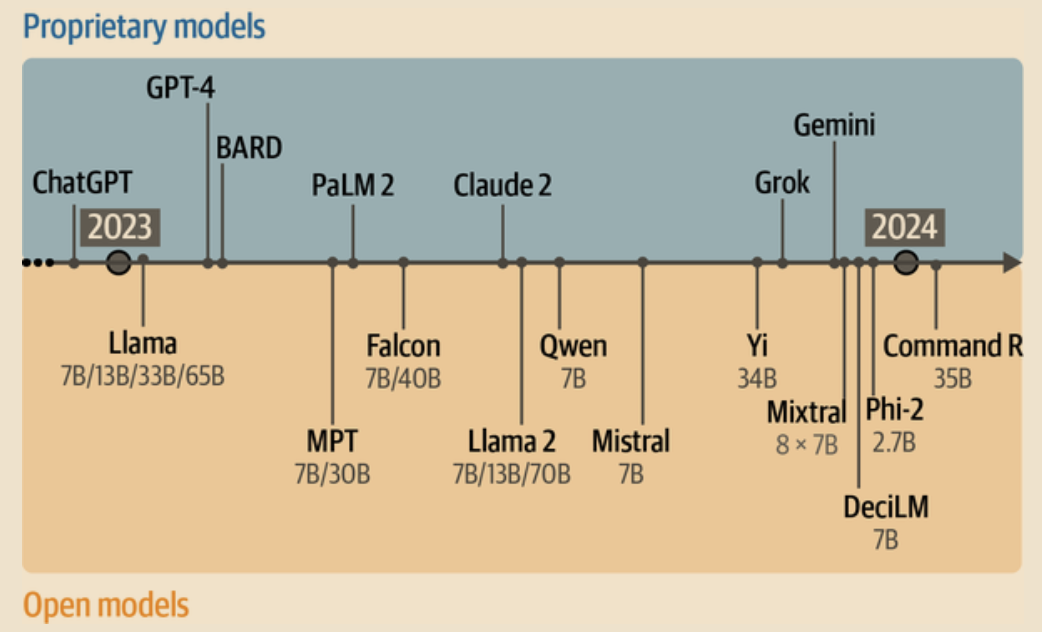 Proprietary models
GPT-4
Gemini
BARD
ChatGPT
PaLM 2
Claude 2
Grok
2023
2024
Llama
7B/13B/33B/65B
Falcon
7B/40B
Qwen
7B
Yi
34B
Command R
35B
Mixtral
8 × 7B
Phi-2
2.7B
MPT
7B/30B
Llama 2
7B/13B/70B
Mistral
7B
DeciLM
7B
Open models